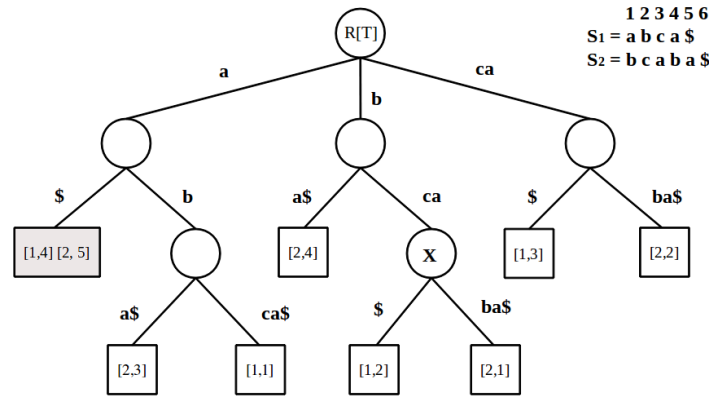 1 2 3 4 5 6
S1 = a b c a $
S2 = b c a b a $
R[T]
a
b
ca
$
b
a$
ca
$
ba$
[1,4] [2, 5]
[2,4]
X
[1,3]
[2,2]
a$
ca$
$
ba$
[2,3]
[1,1]
[1,2]
[2,1]